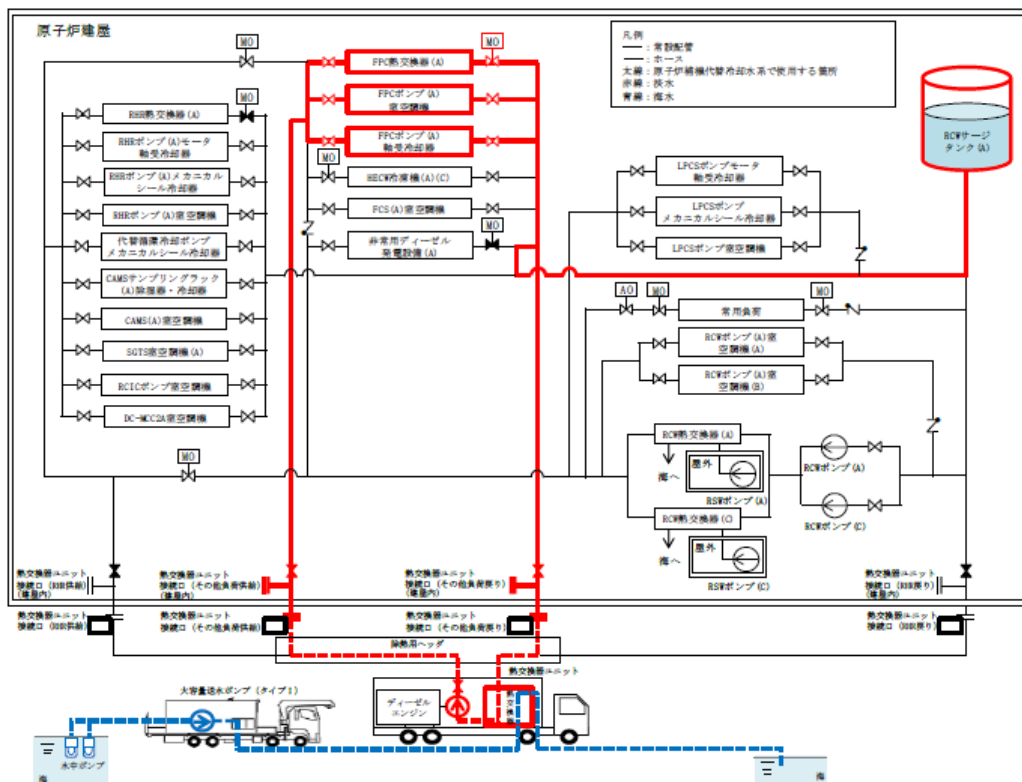 原子炉建屋
凡例
── : 常設配管
── : ホース
太線 : 原子炉補機代替冷却水系で使用する箇所
赤線 : 淡水
青線 : 海水
MO
MO
FPC熱交換器(A)
FPCポンプ(A)
室空調機
FPCポンプ(A)
軸受冷却器
MO
HECW冷凍機(A)(C)
FCS(A)室空調機
非常用ディーゼル
発電設備(A)
MO
MO
RHR熱交換器(A)
RHRポンプ(A)モータ
軸受冷却器
RHRポンプ(A)メカニカル
シール冷却器
RHRポンプ(A)室空調機
代替循環冷却ポンプ
メカニカルシール冷却器
CAMSサンプリングラック
(A)除湿器・冷却器
CAMS(A)室空調機
SGTS室空調機(A)
RCICポンプ室空調機
DC-MCC2A室空調機
MO
RCWサージ
タンク(A)
LPCSポンプモータ
軸受冷却器
LPCSポンプ
メカニカルシール冷却器
LPCSポンプ室空調機
AO
MO
常用負荷
MO
RCWポンプ(A)室
空調機(A)
RCWポンプ(A)室
空調機(B)
RCW熱交換器(A)
海へ
屋外
RSWポンプ(A)
RCW熱交換器(C)
海へ
屋外
RSWポンプ(C)
RCWポンプ(A)
RCWポンプ(C)
熱交換器ユニット
接続口 (RHR供給)
(建屋内)
熱交換器ユニット
接続口 (その他負荷供給)
(建屋内)
熱交換器ユニット
接続口 (その他負荷戻り)
(建屋内)
熱交換器ユニット
接続口 (RHR戻り)
(建屋内)
熱交換器ユニット
接続口 (RHR供給)
熱交換器ユニット
接続口 (その他負荷供給)
熱交換器ユニット
接続口 (その他負荷戻り)
熱交換器ユニット
接続口 (RHR戻り)
除熱用ヘッダ
熱交換器ユニット
大容量送水ポンプ (タイプⅠ)
ディーゼル
エンジン
熱交換器
水中ポンプ
海
海